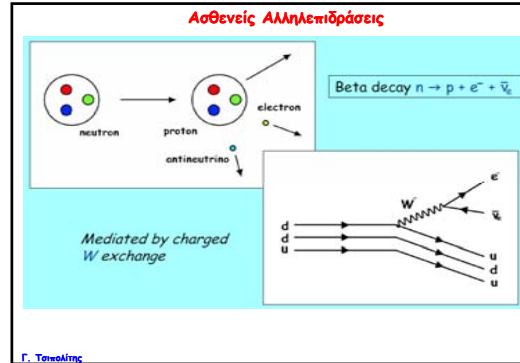 Ασθενείς Αλληλεπιδράσεις
neutron
proton
electron
antineutrino
Beta decay n → p + e⁻ + ν̄ₑ
Mediated by charged
W exchange
d
d
u
W⁻
e⁻
ν̄ₑ
u
d
u
Γ. Τσιπολίτης